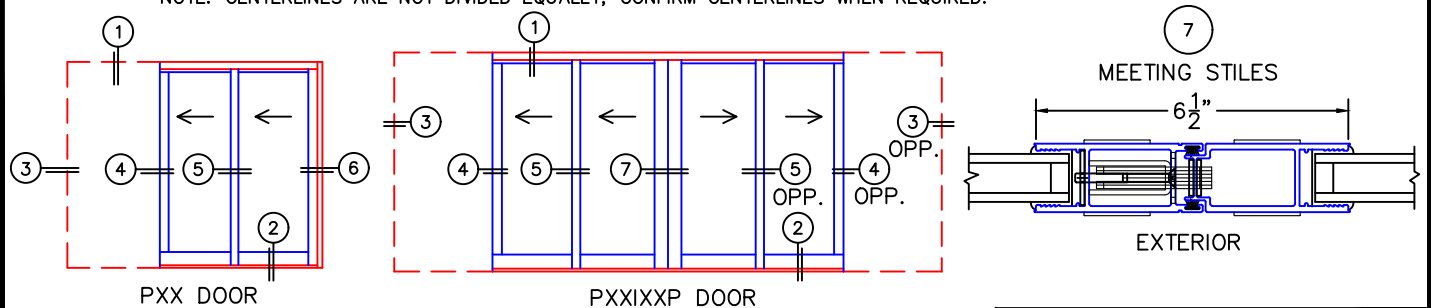 NOTE: CENTERLINES ARE NOT DIVIDED EQUALLY, CONFIRM CENTERLINES WHEN REQUIRED.
1
3
4
5
6
2
PXX DOOR
1
3
4
5
7
5
OPP.
4
OPP.
3
OPP.
2
PXXIXXP DOOR
7
MEETING STILES
6 1/2"
EXTERIOR